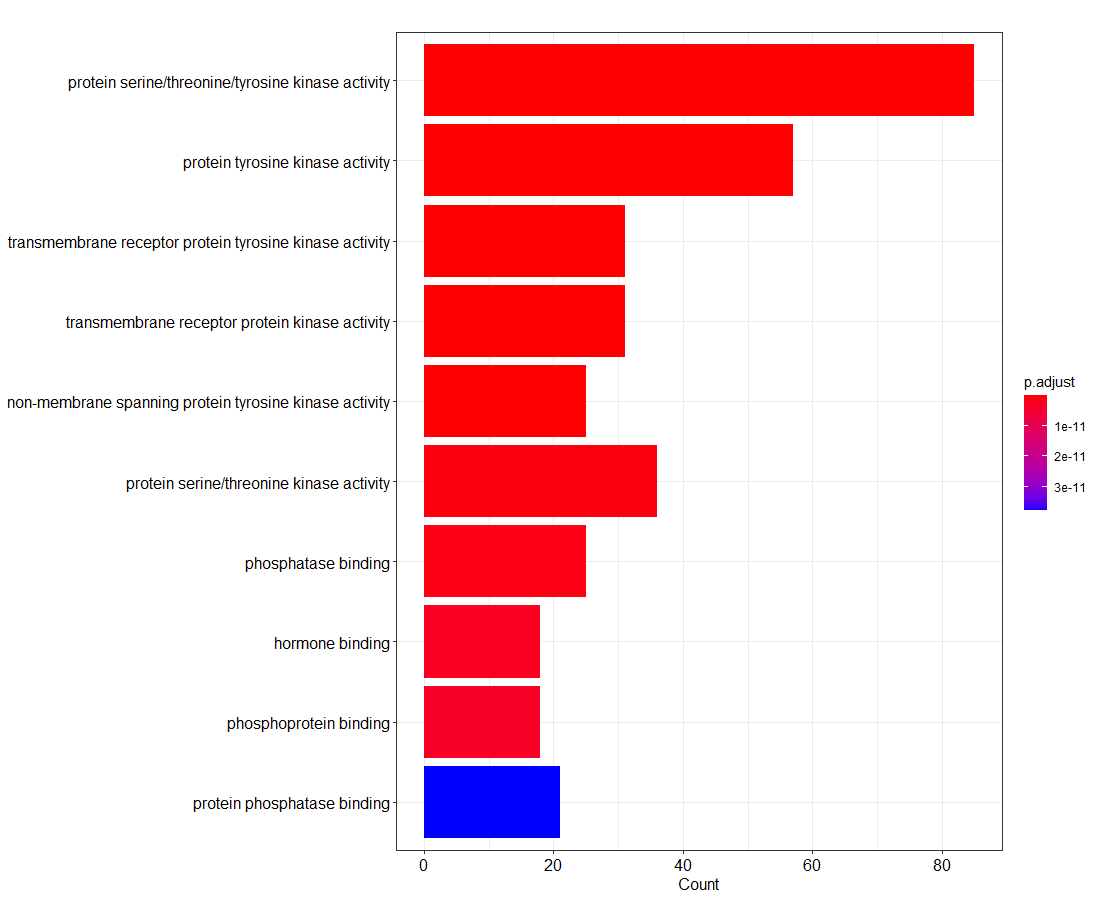 protein serine/threonine/tyrosine kinase activity
protein tyrosine kinase activity
transmembrane receptor protein tyrosine kinase activity
transmembrane receptor protein kinase activity
non-membrane spanning protein tyrosine kinase activity
protein serine/threonine kinase activity
phosphatase binding
hormone binding
phosphoprotein binding
protein phosphatase binding
0 20 40 60 80
Count
p.adjust
1e-11
2e-11
3e-11